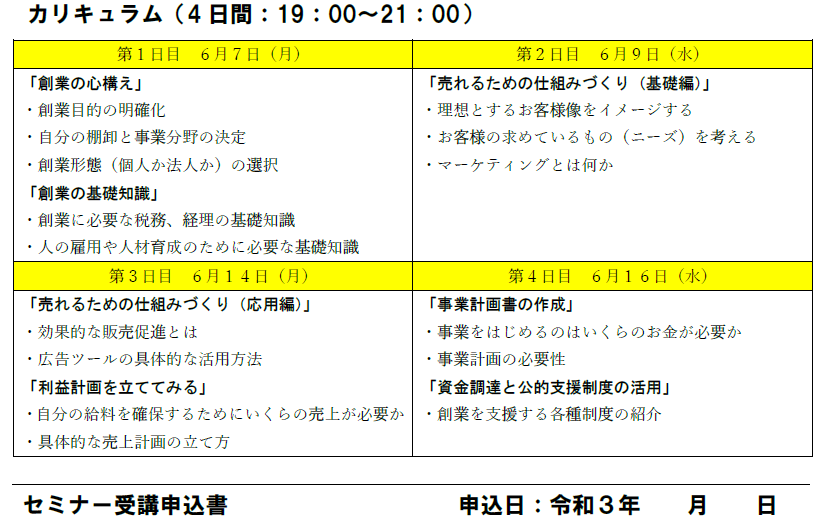 カリキュラム（４日間：19：00～21：00）
第１日目　６月７日（月）
「創業の心構え」
・創業目的の明確化
・自分の棚卸と事業分野の決定
・創業形態（個人か法人か）の選択
「創業の基礎知識」
・創業に必要な税務、経理の基礎知識
・人の雇用や人材育成のために必要な基礎知識
第２日目　６月９日（水）
「売れるための仕組みづくり（基礎編）」
・理想とするお客様像をイメージする
・お客様の求めているもの（ニーズ）を考える
・マーケティングとは何か
第３日目　６月１４日（月）
「売れるための仕組みづくり（応用編）」
・効果的な販売促進とは
・広告ツールの具体的な活用方法
「利益計画を立ててみる」
・自分の給料を確保するためにいくらの売上が必要か
・具体的な売上計画の立て方
第４日目　６月１６日（水）
「事業計画書の作成」
・事業をはじめるのはいくらのお金が必要か
・事業計画の必要性
「資金調達と公的支援制度の活用」
・創業を支援する各種制度の紹介
セミナー受講申込書　申込日：令和３年　　月　　日